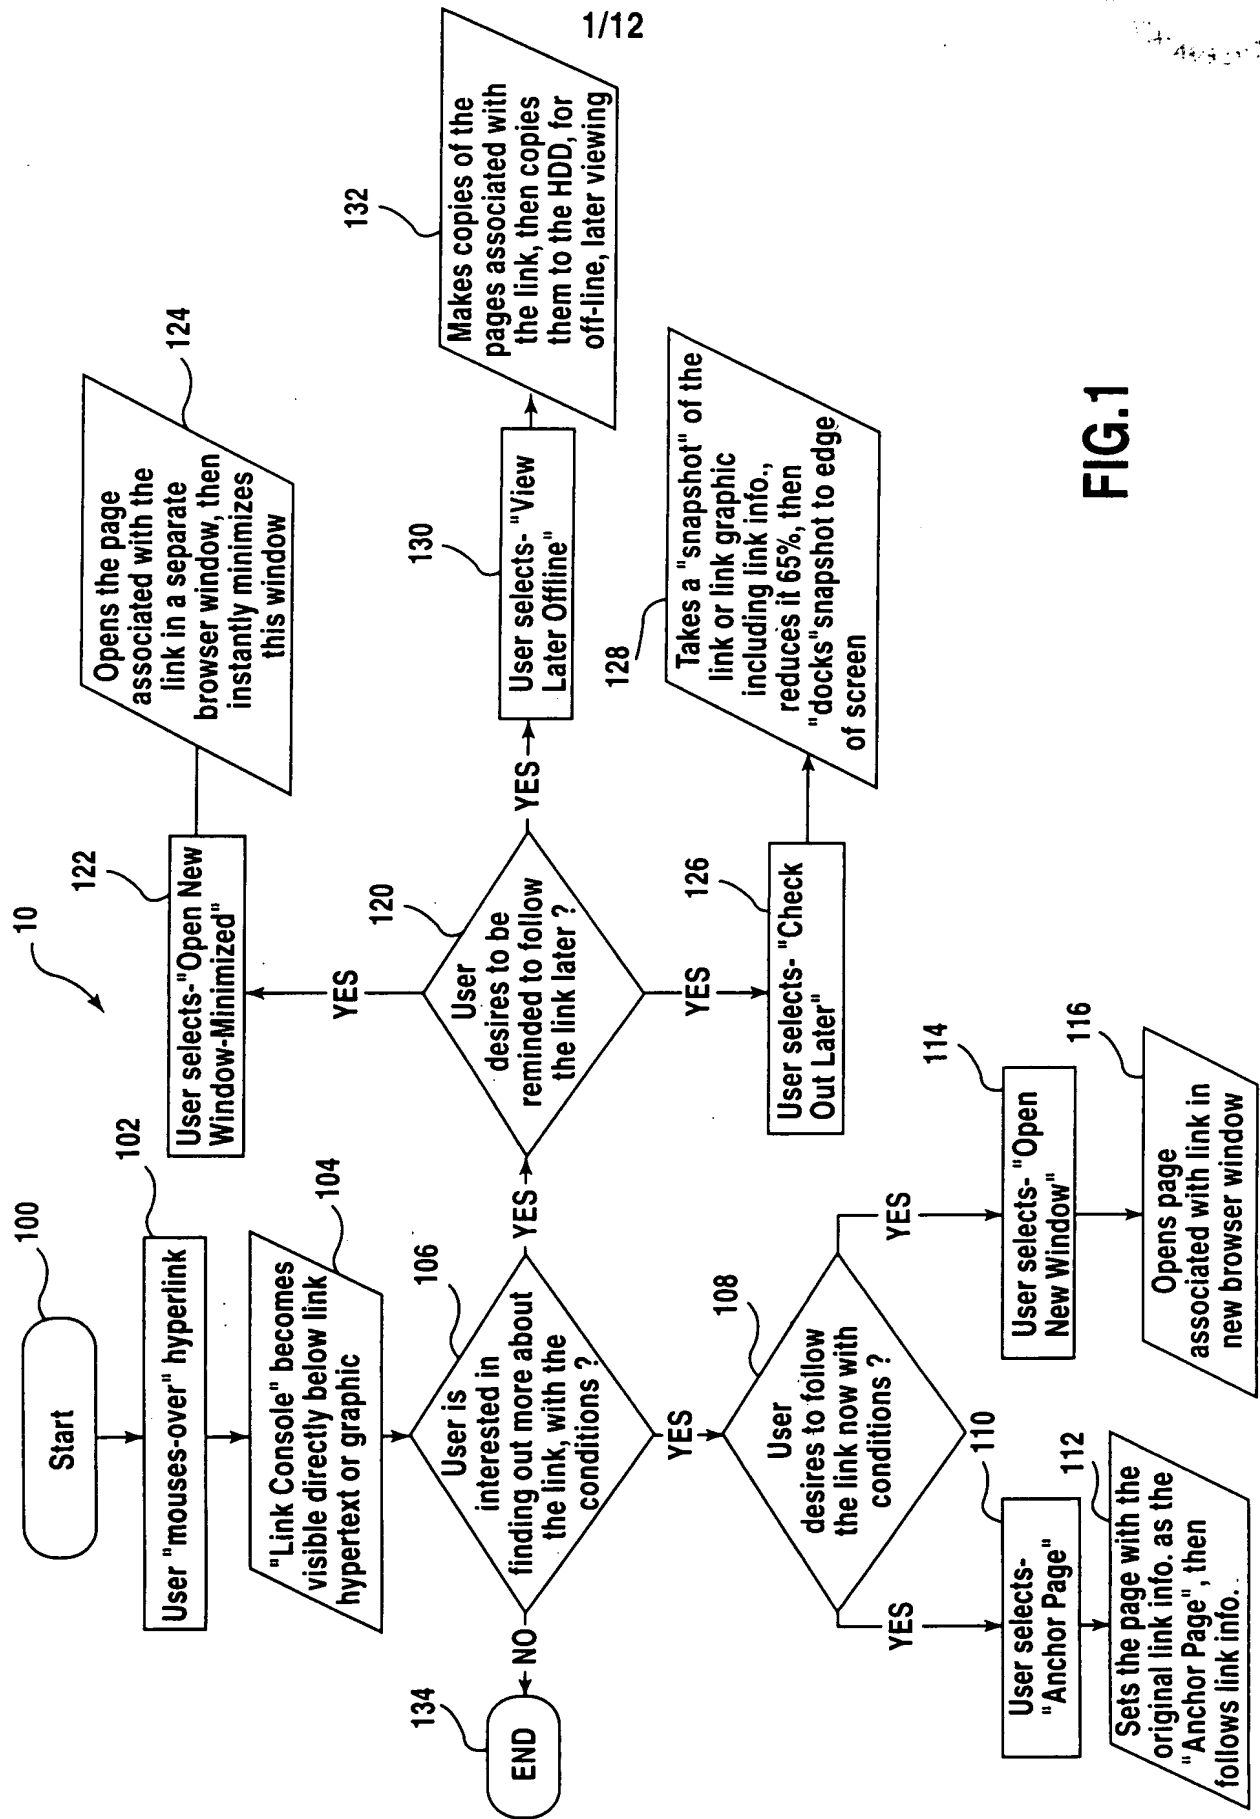 1/12
10
100
Start
102
User "mouses-over" hyperlink
104
"Link Console" becomes
visible directly below link
hypertext or graphic
106
User is
interested in
finding out more about
the link, with the
conditions ?
NO
134
END
YES
108
User
desires to follow
the link now with
conditions ?
YES
110
User selects-
"Anchor Page"
112
Sets the page with the
original link info. as the
"Anchor Page", then
follows link info.
YES
114
User selects- "Open
New Window"
116
Opens page
associated with link in
new browser window
YES
120
User
desires to be
reminded to follow
the link later ?
YES
122
User selects-"Open New
Window-Minimized"
124
Opens the page
associated with the
link in a separate
browser window, then
instantly minimizes
this window
YES
126
User selects- "Check
Out Later"
128
Takes a "snapshot" of the
link or link graphic
including link info.,
reduces it 65%, then
"docks"snapshot to edge
of screen
YES
130
User selects- "View
Later Offline"
132
Makes copies of the
pages associated with
the link, then copies
them to the HDD, for
off-line, later viewing
FIG.1